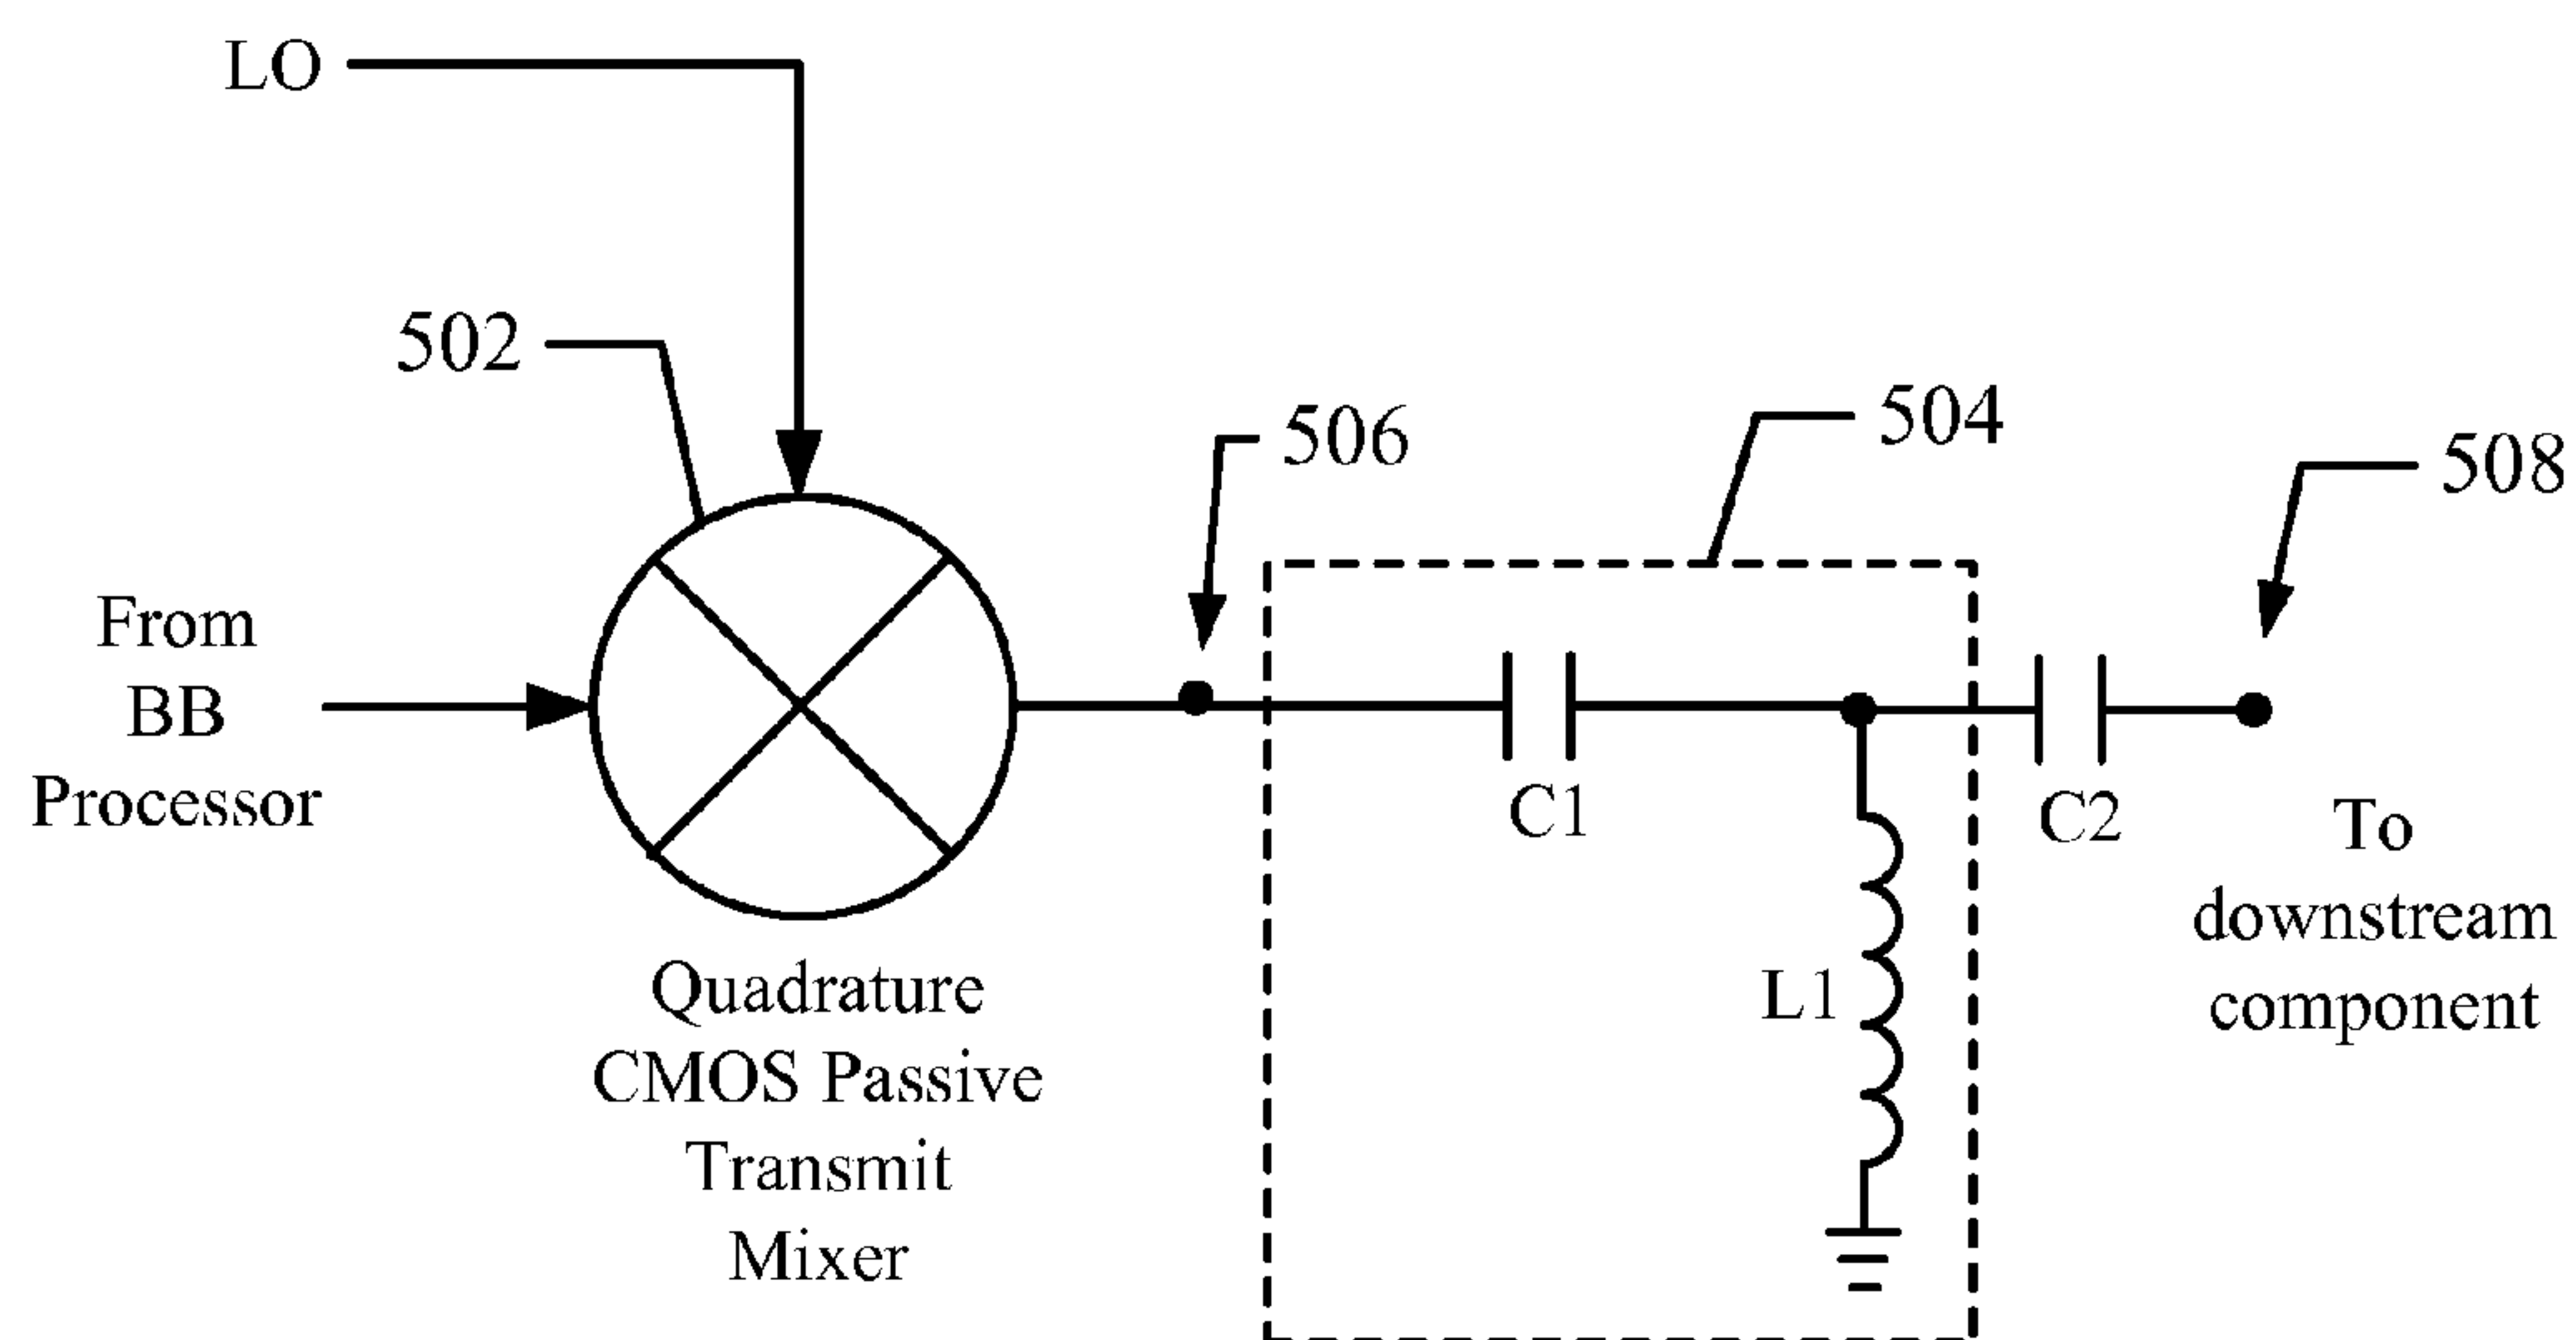 LO
502
506
504
508
From
BB
Processor
C1
C2
L1
To
downstream
component
Quadrature
CMOS Passive
Transmit
Mixer